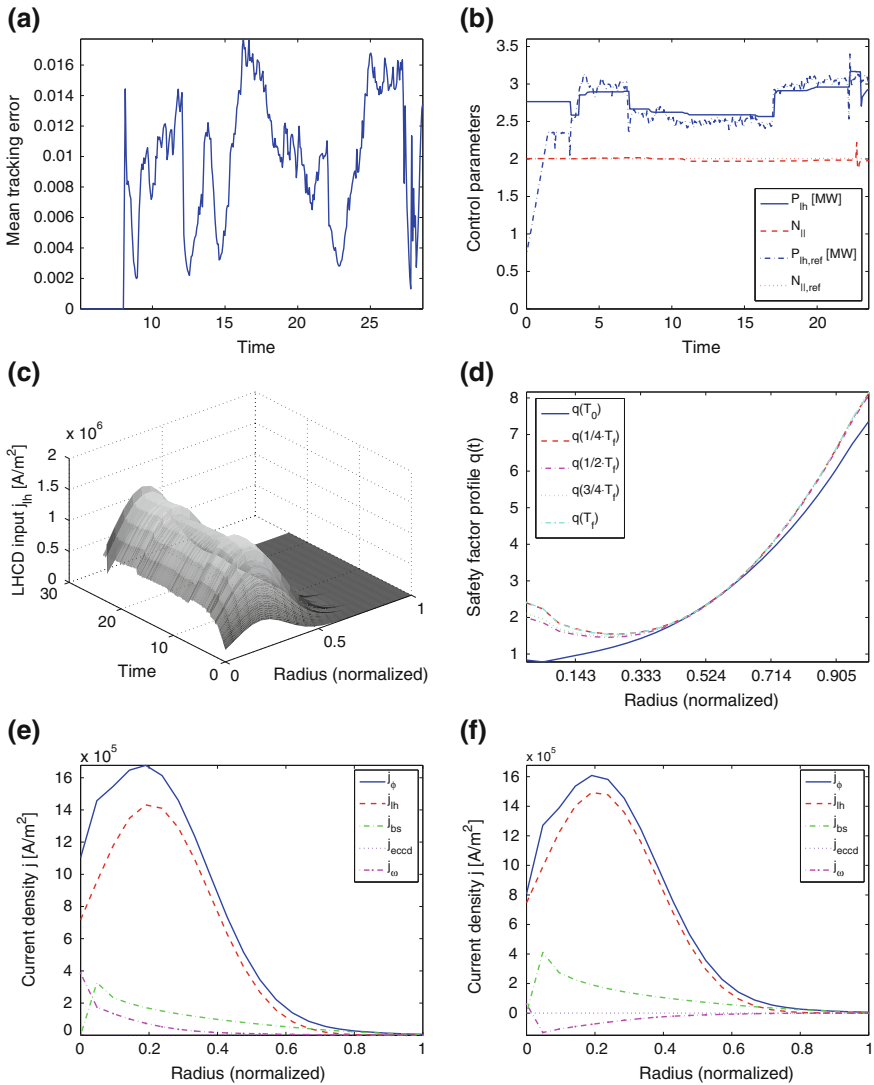 (a)
0.016
0.014
0.012
0.01
0.008
0.006
0.004
0.002
0
10
15
20
25
Mean tracking error
Time
(b)
3.5
3
2.5
2
1.5
1
0.5
0
0
5
10
15
20
Control parameters
Time
P_lh [MW]
N_||
P_lh,ref [MW]
N_||,ref
(c)
x 10^6
2
1.5
1
0.5
0
30
20
10
0
0
0.5
1
LHCD input j_lh [A/m^2]
Time
Radius (normalized)
(d)
8
7
6
5
4
3
2
1
0.143
0.333
0.524
0.714
0.905
Safety factor profile q(t)
Radius (normalized)
q(T_0)
q(1/4·T_f)
q(1/2·T_f)
q(3/4·T_f)
q(T_f)
(e)
x 10^5
16
14
12
10
8
6
4
2
0
0
0.2
0.4
0.6
0.8
1
Current density j [A/m^2]
Radius (normalized)
j_ϕ
j_lh
j_bs
j_eccd
j_ω
(f)
x 10^5
16
14
12
10
8
6
4
2
0
0
0.2
0.4
0.6
0.8
1
Current density j [A/m^2]
Radius (normalized)
j_ϕ
j_lh
j_bs
j_eccd
j_ω